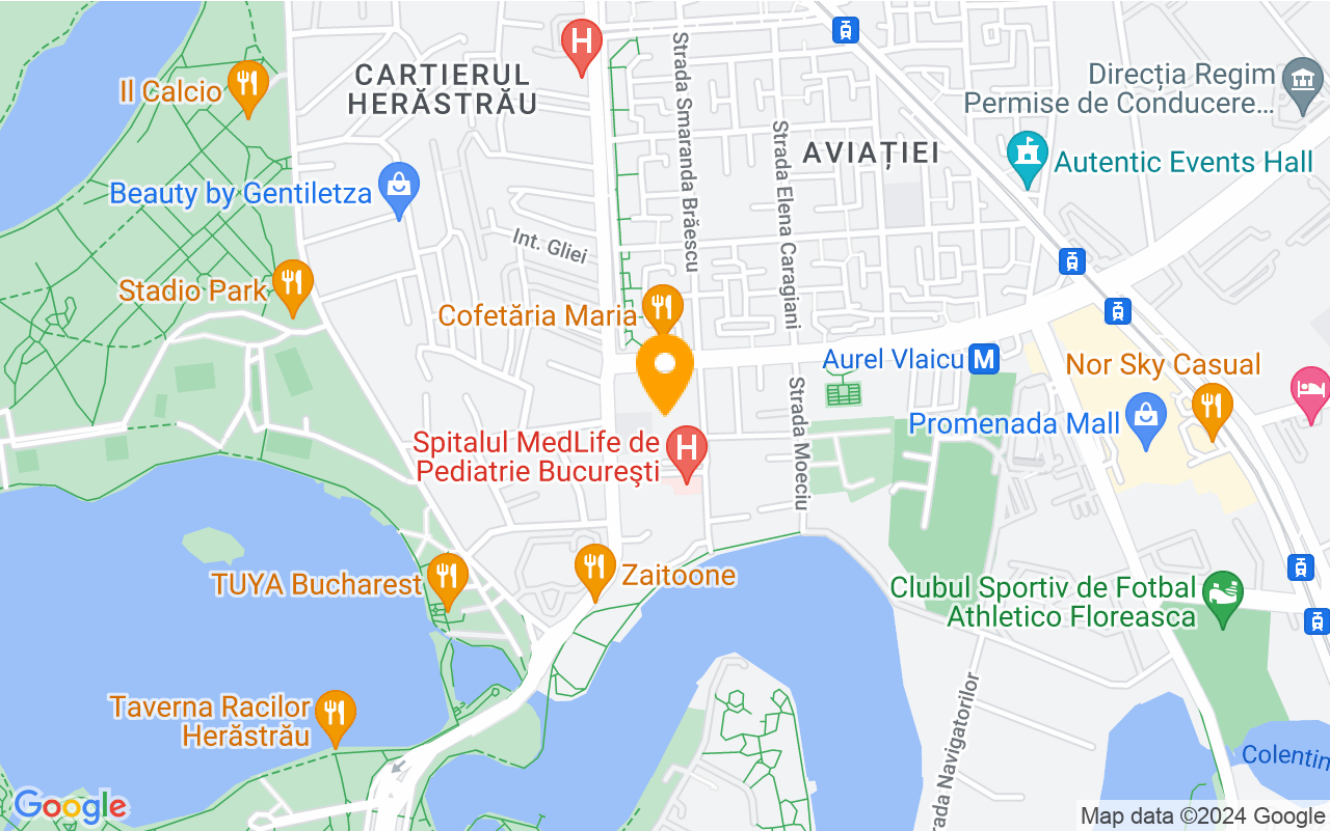 CARTIERUL
HERĂSTRĂU
H
Strada Smaranda Brăescu
Direcția Regim
Permise de Conducere...
Il Calcio
Strada Elena Caragiani
AVIAȚIEI
Autentic Events Hall
Beauty by Gentiletza
Int. Gliei
Stadio Park
Cofetăria Maria
Aurel Vlaicu M
Nor Sky Casual
Promenada Mall
Strada Moeciu
Spitalul MedLife de
Pediatrie Bucureşti
H
TUYA Bucharest
Zaitoone
Clubul Sportiv de Fotbal
Athletico Floreasca
Taverna Racilor
Herăstrău
rada Navigatorilor
Colentin
Google
Map data ©2024 Google